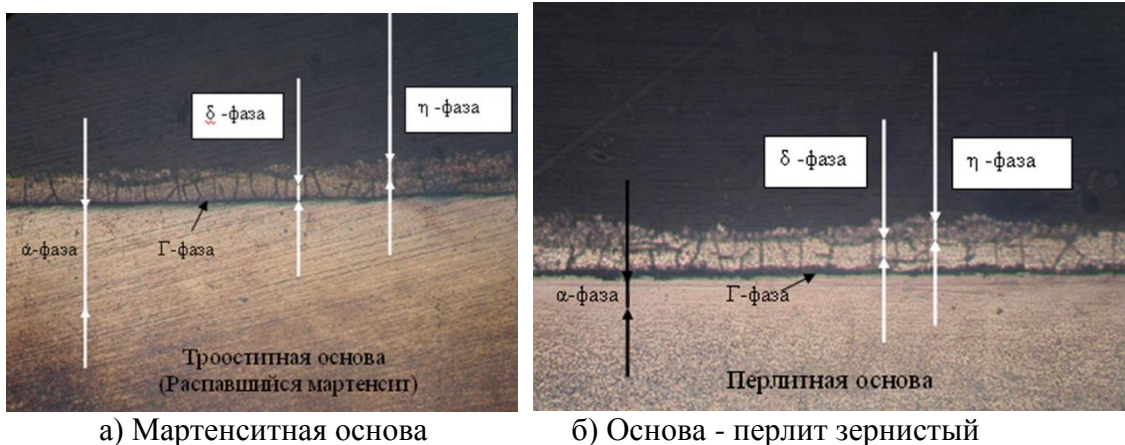 δ -фаза
η -фаза
ά-фаза
Г-фаза
Трооститная основа
(Распавшийся мартенсит)
а) Мартенситная основа
δ -фаза
η -фаза
α-фаза
Г-фаза
Перлитная основа
б) Основа - перлит зернистый